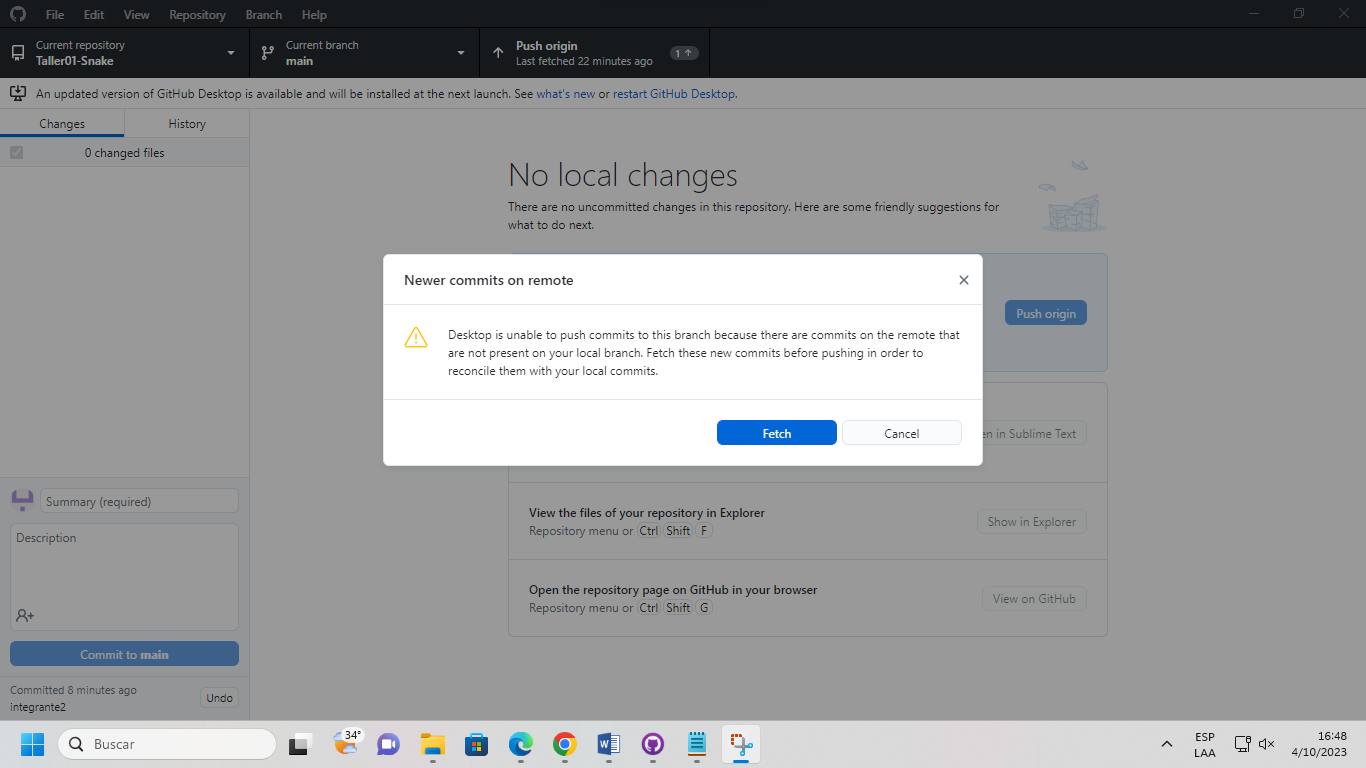 File Edit View Repository Branch Help
Current repository
Taller01-Snake
Current branch
main
Push origin
Last fetched 22 minutes ago
1
An updated version of GitHub Desktop is available and will be installed at the next launch. See what's new or restart GitHub Desktop.
Changes History
0 changed files
No local changes
There are no uncommitted changes in this repository. Here are some friendly suggestions for
what to do next.
Push origin
Newer commits on remote
Desktop is unable to push commits to this branch because there are commits on the remote that
are not present on your local branch. Fetch these new commits before pushing in order to
reconcile them with your local commits.
Fetch Cancel
in Sublime Text
View the files of your repository in Explorer
Repository menu or Ctrl Shift F
Show in Explorer
Open the repository page on GitHub in your browser
Repository menu or Ctrl Shift G
View on GitHub
Summary (required)
Description
Commit to main
Committed 8 minutes ago
integrante2
Undo
Buscar
34°
ESP
LAA
16:48
4/10/2023